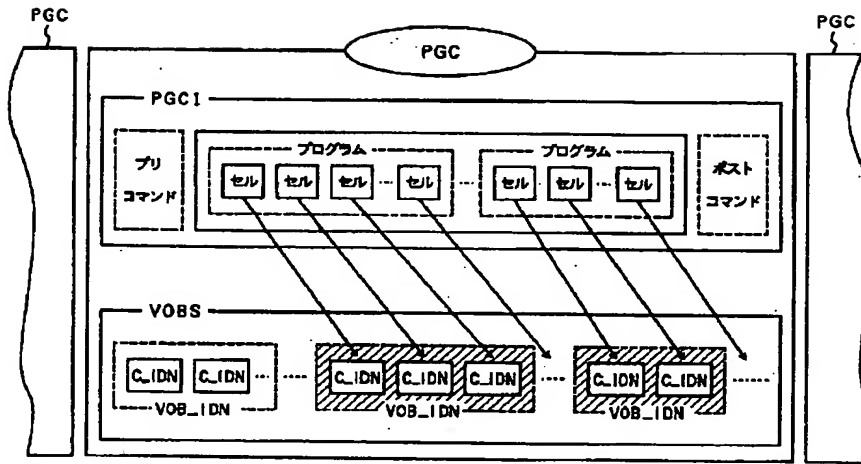 PGC
PGC
PGC
PGCI
プリ
コマンド
プログラム
セル セル セル セル
プログラム
セル セル セル
ポスト
コマンド
VOBS
C_IDN C_IDN
VOB_IDN
C_IDN C_IDN C_IDN
VOB_IDN
C_IDN C_IDN
VOB_IDN